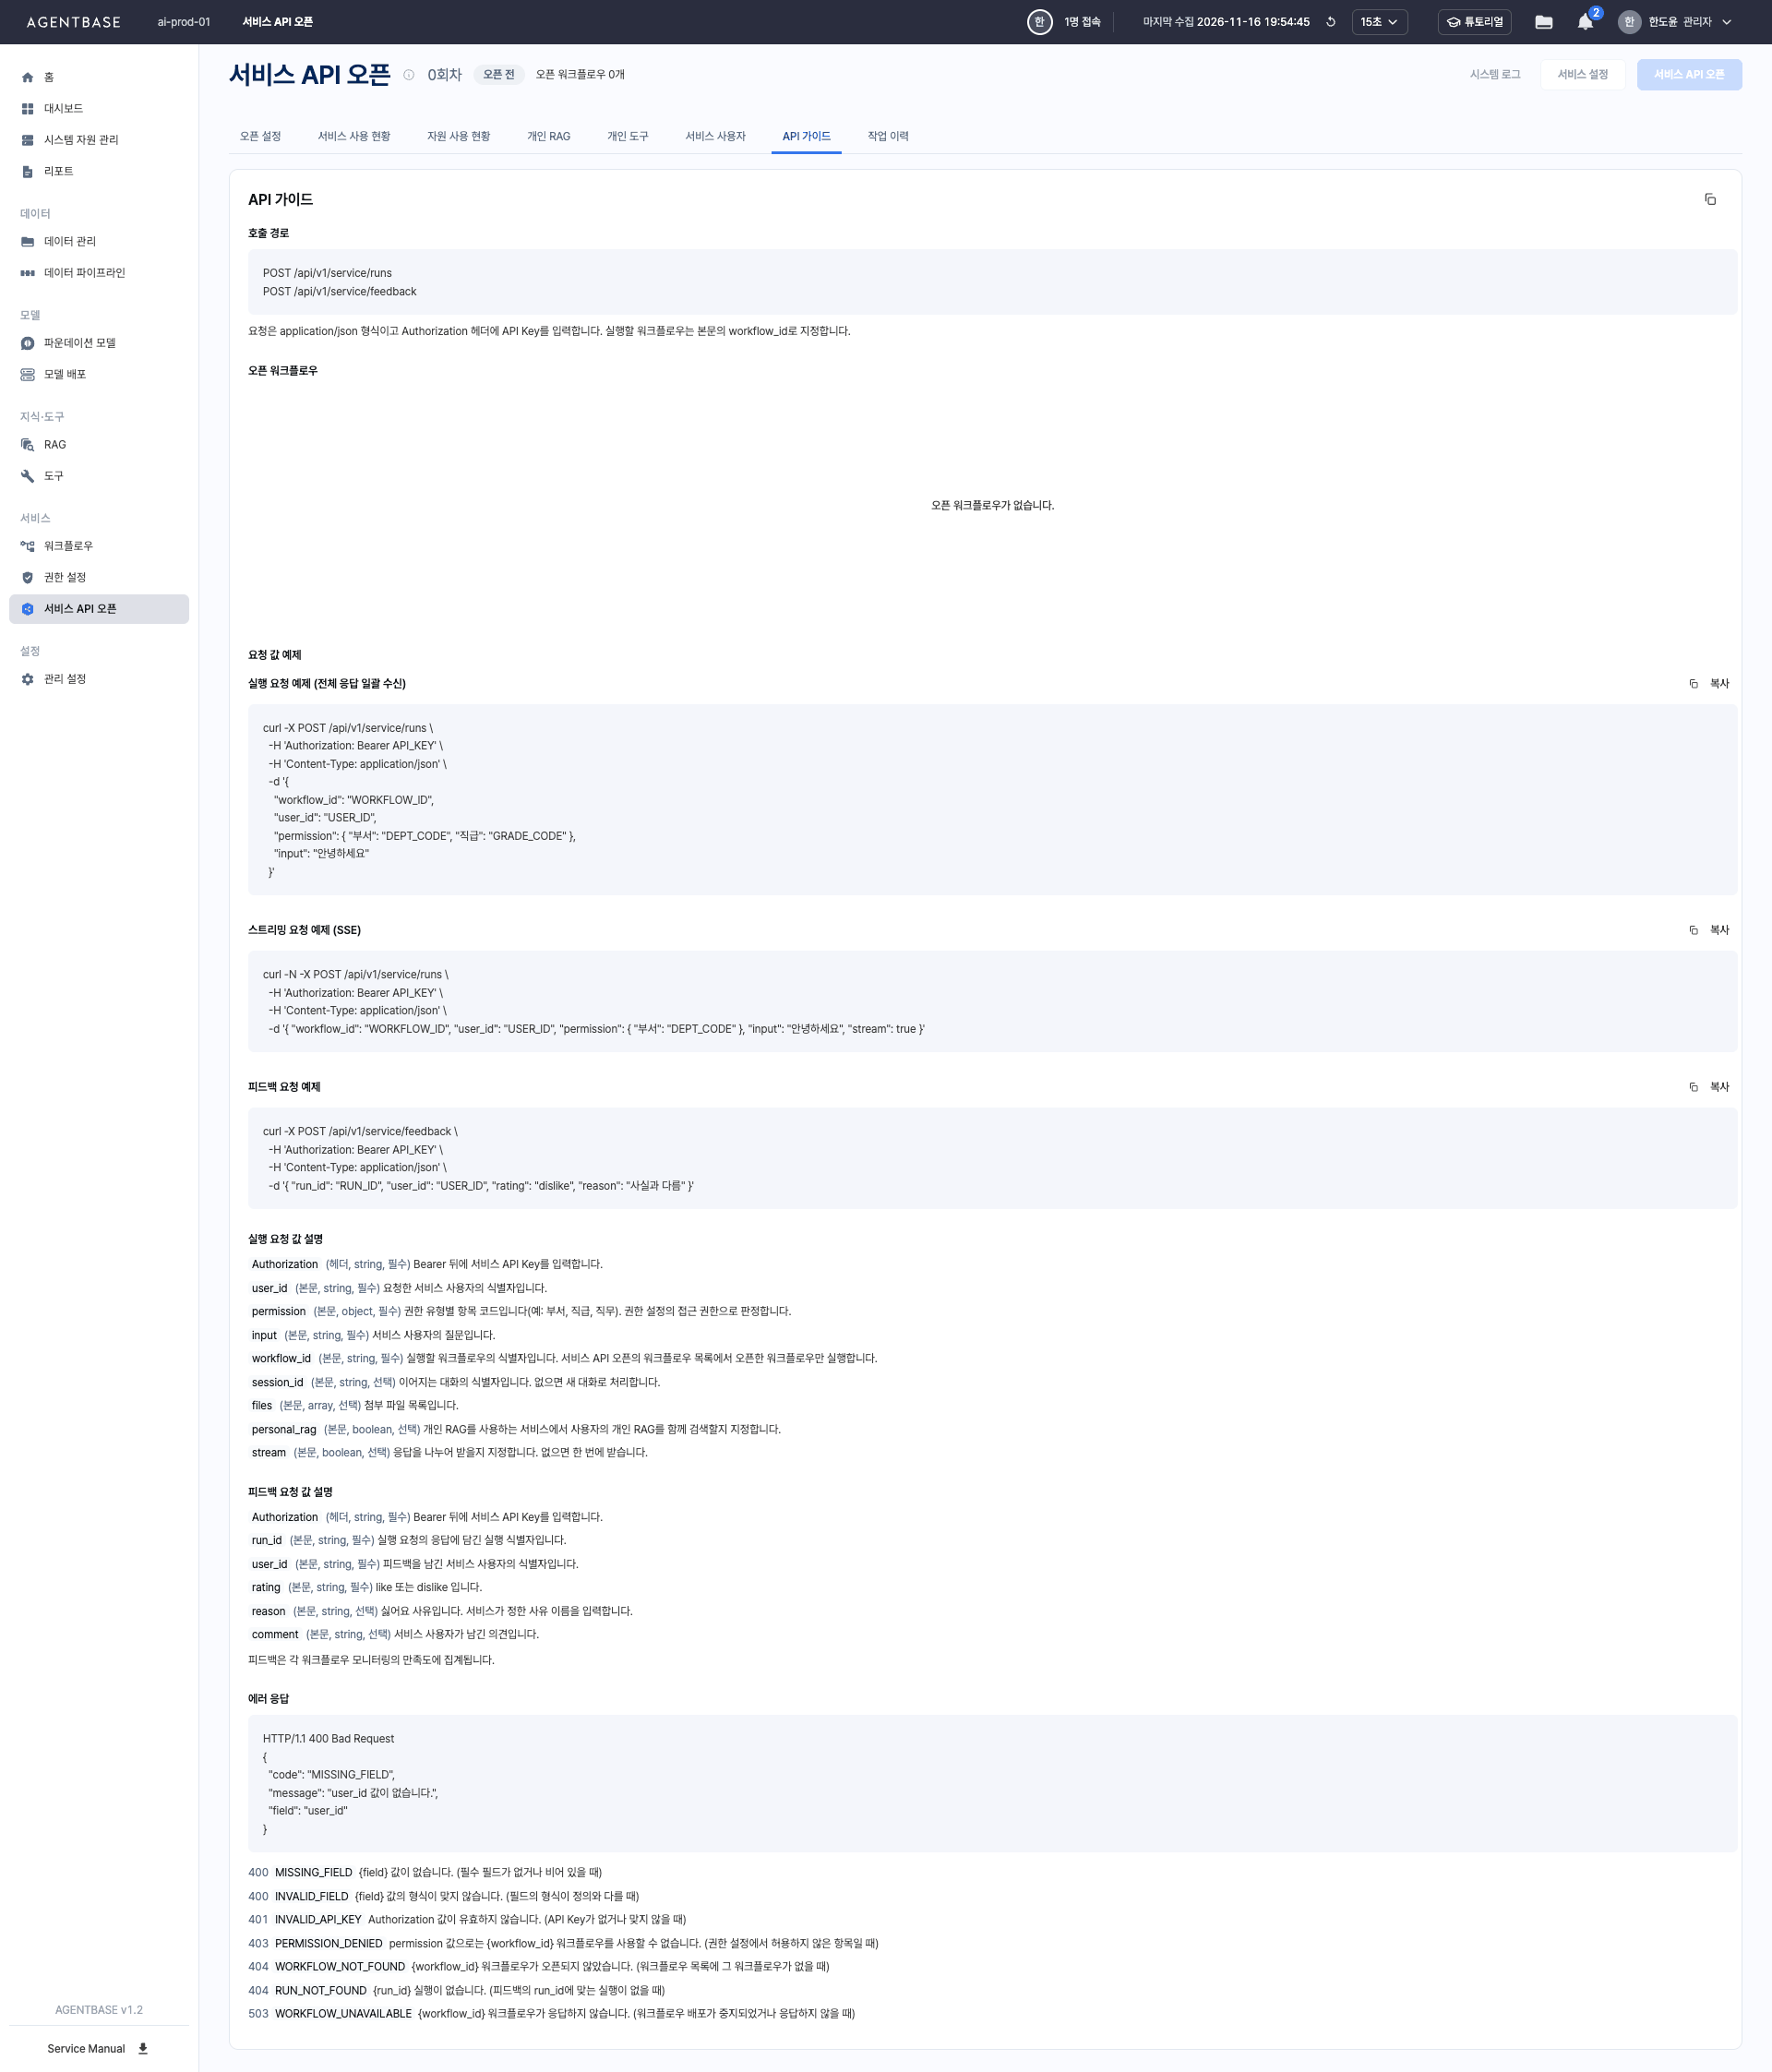 AGENTBASE
ai-prod-01
서비스 API 오픈
한
1명 접속
마지막 수집 2026-11-16 19:54:45
15초
튜토리얼
2
한
한도윤 관리자
홈
대시보드
시스템 자원 관리
리포트
데이터
데이터 관리
데이터 파이프라인
모델
파운데이션 모델
모델 배포
지식·도구
RAG
도구
서비스
워크플로우
권한 설정
서비스 API 오픈
설정
관리 설정
AGENTBASE v1.2
Service Manual
서비스 API 오픈
0회차
오픈 전
오픈 워크플로우 0개
시스템 로그
서비스 설정
서비스 API 오픈
오픈 설정
서비스 사용 현황
자원 사용 현황
개인 RAG
개인 도구
서비스 사용자
API 가이드
작업 이력
API 가이드
호출 경로
POST /api/v1/service/runs
POST /api/v1/service/feedback
요청은 application/json 형식이고 Authorization 헤더에 API Key를 입력합니다. 실행할 워크플로우는 본문의 workflow_id로 지정합니다.
오픈 워크플로우
오픈 워크플로우가 없습니다.
요청 값 예제
실행 요청 예제 (전체 응답 일괄 수신)
복사
curl -X POST /api/v1/service/runs \
-H 'Authorization: Bearer API_KEY' \
-H 'Content-Type: application/json' \
-d '{
"workflow_id": "WORKFLOW_ID",
"user_id": "USER_ID",
"permission": { "부서": "DEPT_CODE", "직급": "GRADE_CODE" },
"input": "안녕하세요"
}'
스트리밍 요청 예제 (SSE)
복사
curl -N -X POST /api/v1/service/runs \
-H 'Authorization: Bearer API_KEY' \
-H 'Content-Type: application/json' \
-d '{ "workflow_id": "WORKFLOW_ID", "user_id": "USER_ID", "permission": { "부서": "DEPT_CODE" }, "input": "안녕하세요", "stream": true }'
피드백 요청 예제
복사
curl -X POST /api/v1/service/feedback \
-H 'Authorization: Bearer API_KEY' \
-H 'Content-Type: application/json' \
-d '{ "run_id": "RUN_ID", "user_id": "USER_ID", "rating": "dislike", "reason": "사실과 다름" }'
실행 요청 값 설명
Authorization (헤더, string, 필수) Bearer 뒤에 서비스 API Key를 입력합니다.
user_id (본문, string, 필수) 요청한 서비스 사용자의 식별자입니다.
permission (본문, object, 필수) 권한 유형별 항목 코드입니다(예: 부서, 직급, 직무). 권한 설정의 접근 권한으로 판정합니다.
input (본문, string, 필수) 서비스 사용자의 질문입니다.
workflow_id (본문, string, 필수) 실행할 워크플로우의 식별자입니다. 서비스 API 오픈의 워크플로우 목록에서 오픈한 워크플로우만 실행합니다.
session_id (본문, string, 선택) 이어지는 대화의 식별자입니다. 없으면 새 대화로 처리합니다.
files (본문, array, 선택) 첨부 파일 목록입니다.
personal_rag (본문, boolean, 선택) 개인 RAG를 사용하는 서비스에서 사용자의 개인 RAG를 함께 검색할지 지정합니다.
stream (본문, boolean, 선택) 응답을 나누어 받을지 지정합니다. 없으면 한 번에 받습니다.
피드백 요청 값 설명
Authorization (헤더, string, 필수) Bearer 뒤에 서비스 API Key를 입력합니다.
run_id (본문, string, 필수) 실행 요청의 응답에 담긴 실행 식별자입니다.
user_id (본문, string, 필수) 피드백을 남긴 서비스 사용자의 식별자입니다.
rating (본문, string, 필수) like 또는 dislike 입니다.
reason (본문, string, 선택) 싫어요 사유입니다. 서비스가 정한 사유 이름을 입력합니다.
comment (본문, string, 선택) 서비스 사용자가 남긴 의견입니다.
피드백은 각 워크플로우 모니터링의 만족도에 집계됩니다.
에러 응답
HTTP/1.1 400 Bad Request
{
"code": "MISSING_FIELD",
"message": "user_id 값이 없습니다.",
"field": "user_id"
}
400 MISSING_FIELD {field} 값이 없습니다. (필수 필드가 없거나 비어 있을 때)
400 INVALID_FIELD {field} 값의 형식이 맞지 않습니다. (필드의 형식이 정의와 다를 때)
401 INVALID_API_KEY Authorization 값이 유효하지 않습니다. (API Key가 없거나 맞지 않을 때)
403 PERMISSION_DENIED permission 값으로는 {workflow_id} 워크플로우를 사용할 수 없습니다. (권한 설정에서 허용하지 않은 항목일 때)
404 WORKFLOW_NOT_FOUND {workflow_id} 워크플로우가 오픈되지 않았습니다. (워크플로우 목록에 그 워크플로우가 없을 때)
404 RUN_NOT_FOUND {run_id} 실행이 없습니다. (피드백의 run_id에 맞는 실행이 없을 때)
503 WORKFLOW_UNAVAILABLE {workflow_id} 워크플로우가 응답하지 않습니다. (워크플로우 배포가 중지되었거나 응답하지 않을 때)